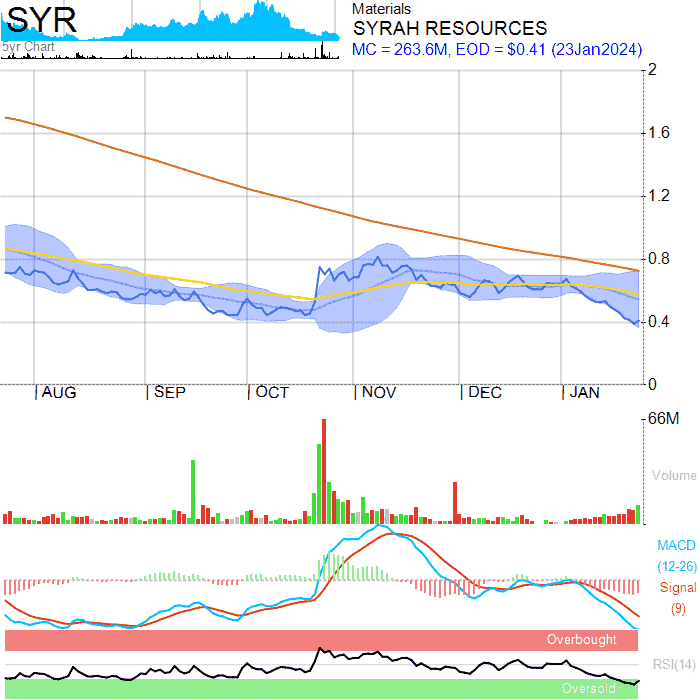 SYR
5yr Chart
Materials
SYRAH RESOURCES
MC = 263.6M, EOD = $0.41 (23Jan2024)
2
1.6
1.2
0.8
0.4
0
AUG SEP OCT NOV DEC JAN
66M
Volume
MACD
(12-26)
Signal
(9)
Overbought
RSI(14)
Oversold